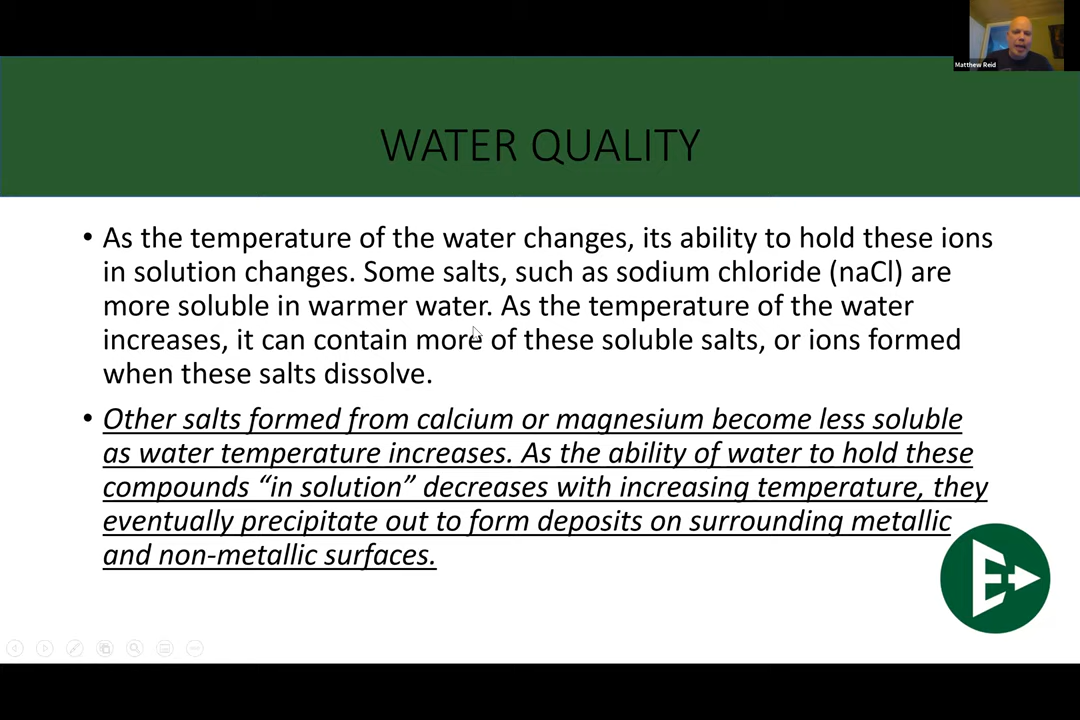 Matthew Reid
WATER QUALITY
• As the temperature of the water changes, its ability to hold these ions
in solution changes. Some salts, such as sodium chloride (naCl) are
more soluble in warmer water. As the temperature of the water
increases, it can contain more of these soluble salts, or ions formed
when these salts dissolve.
• Other salts formed from calcium or magnesium become less soluble
as water temperature increases. As the ability of water to hold these
compounds “in solution” decreases with increasing temperature, they
eventually precipitate out to form deposits on surrounding metallic
and non-metallic surfaces.
E